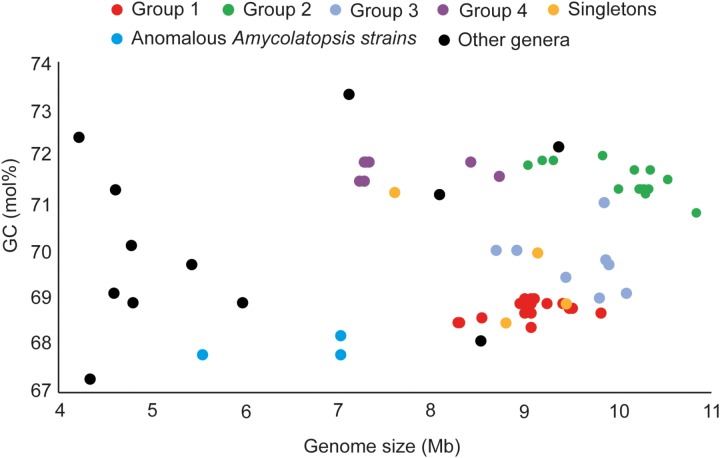 Group 1 Group 2 Group 3 Group 4 Singletons
Anomalous Amycolatopsis strains Other genera
74
73
72
71
70
69
68
67
GC (mol%)
4 5 6 7 8 9 10 11
Genome size (Mb)